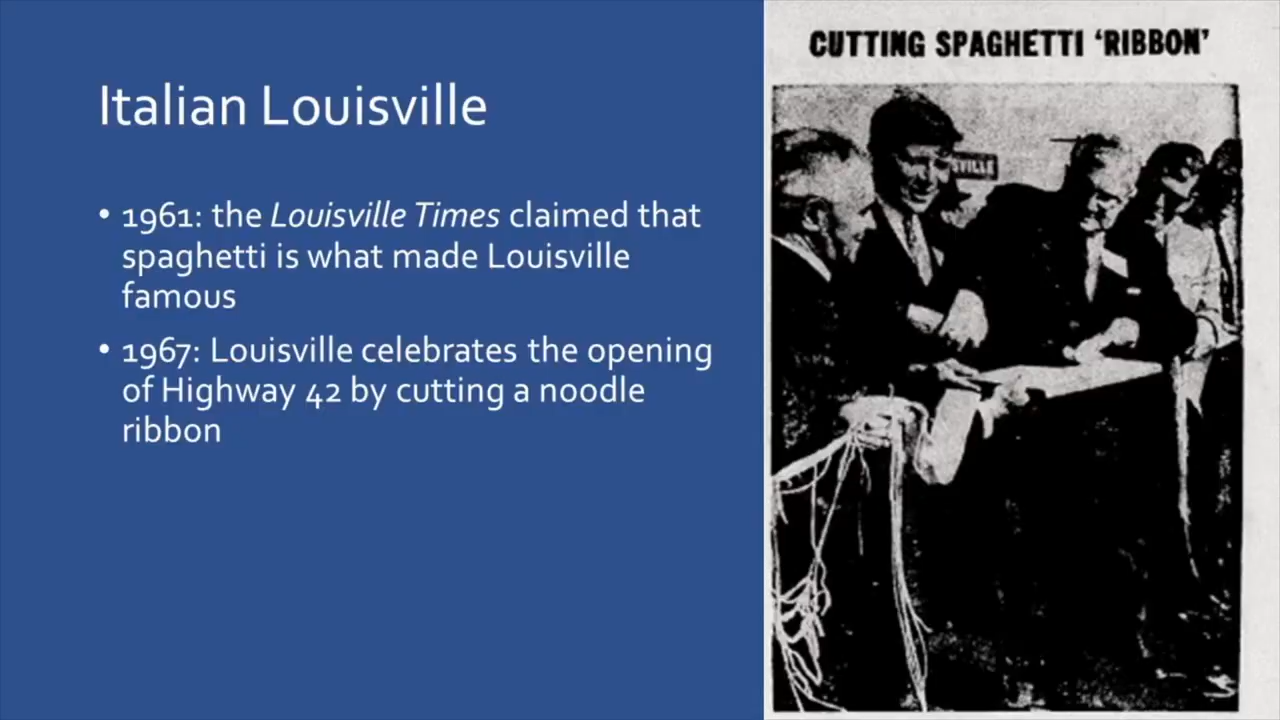 Italian Louisville
• 1961: the Louisville Times claimed that
spaghetti is what made Louisville
famous
• 1967: Louisville celebrates the opening
of Highway 42 by cutting a noodle
ribbon
CUTTING SPAGHETTI ‘RIBBON’
SVILLE